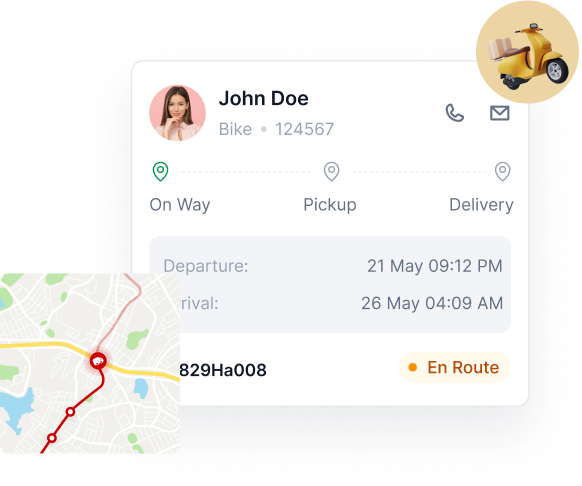 John Doe
Bike • 124567
On Way Pickup Delivery
Departure: 21 May 09:12 PM
rival: 26 May 04:09 AM
829Ha008
En Route